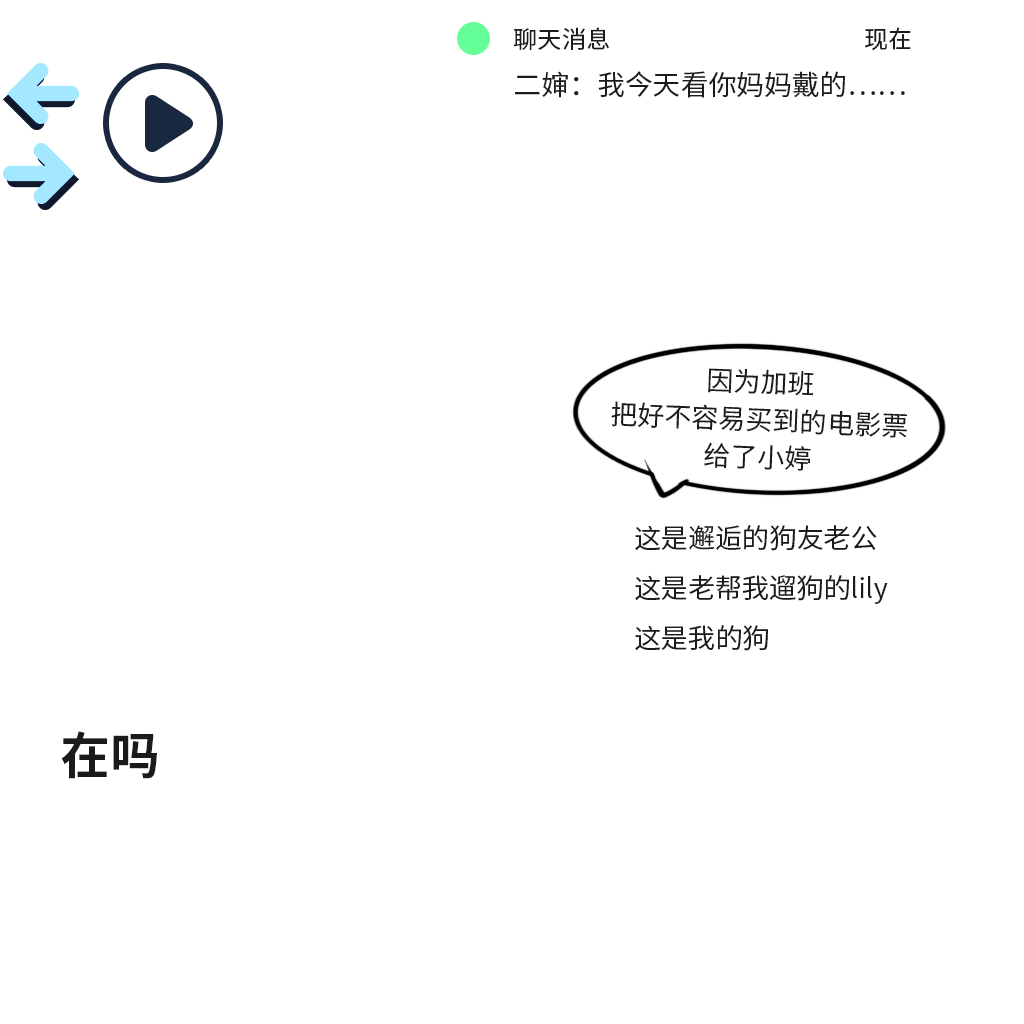 聊天消息
现在
二婶：我今天看你妈妈戴的……
因为加班
把好不容易买到的电影票
给了小婷
这是邂逅的狗友老公
这是老帮我遛狗的lily
这是我的狗
在吗